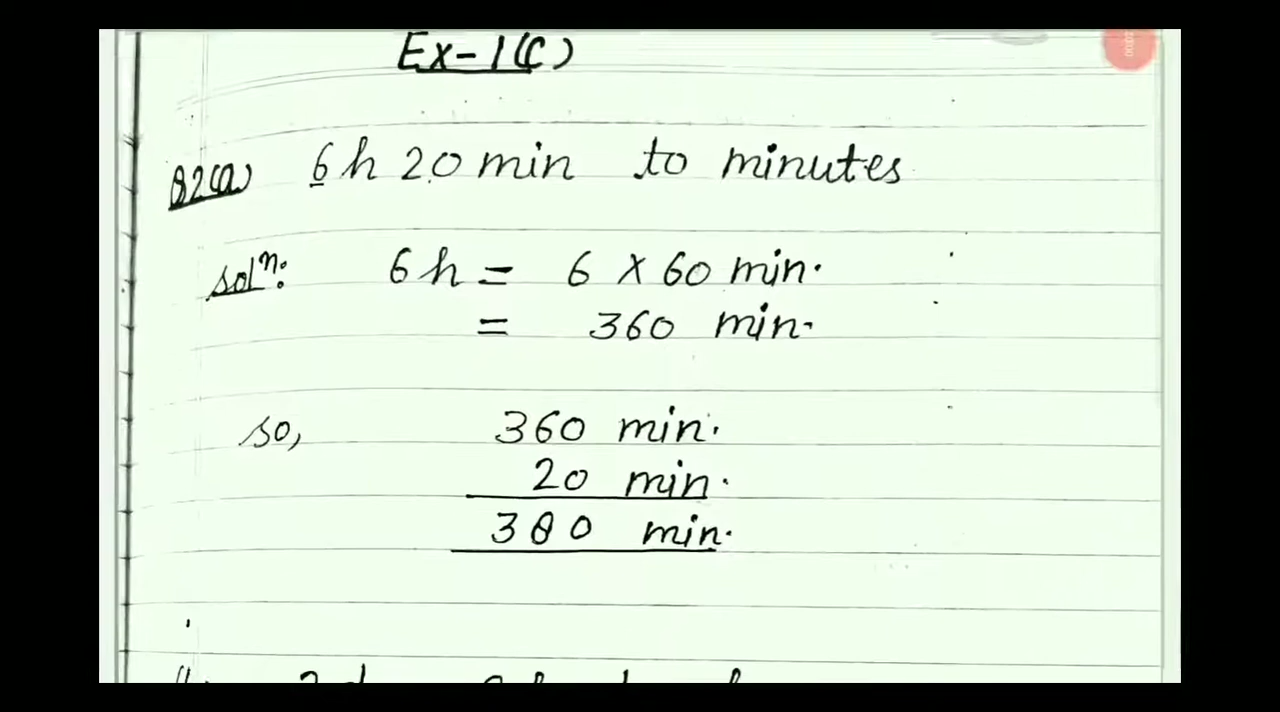 Ex-1(C)
Q2(a) 6h 20 min to minutes
solⁿ: 6h = 6 × 60 min.
= 360 min.
so, 360 min.
20 min.
380 min.